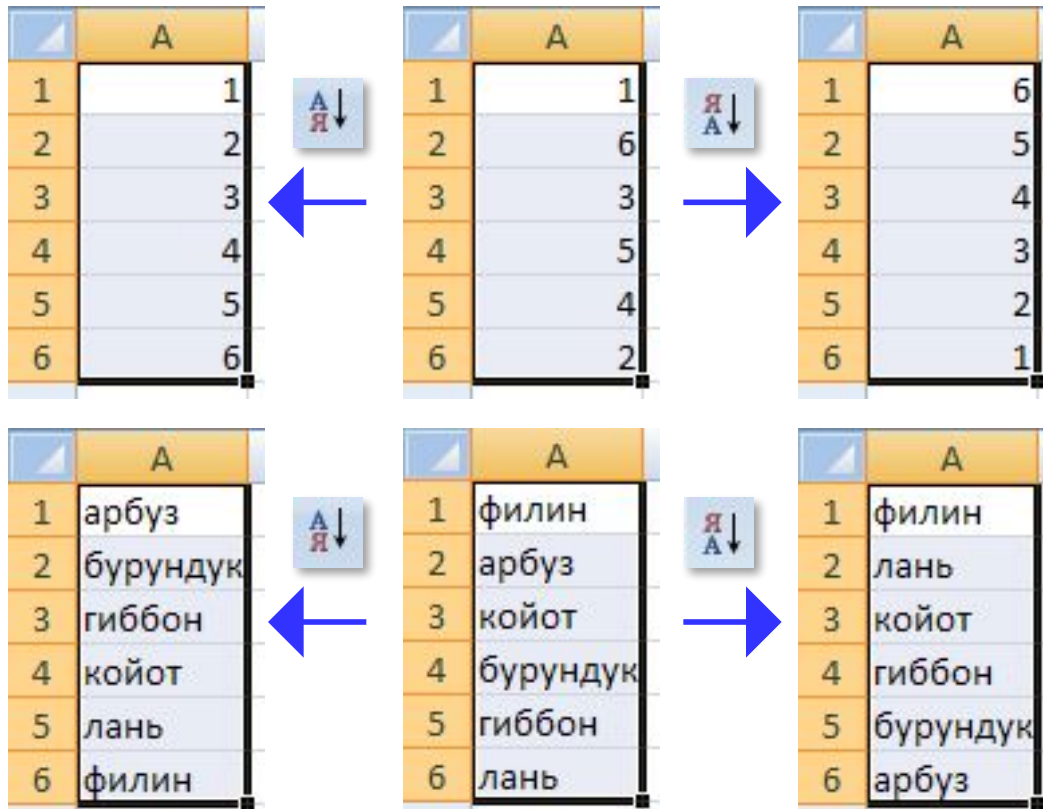 A
1 1
2 2
3 3
4 4
5 5
6 6
А
Я
A
1 1
2 6
3 3
4 5
5 4
6 2
Я
А
A
1 6
2 5
3 4
4 3
5 2
6 1
A
1 арбуз
2 бурундук
3 гиббон
4 койот
5 лань
6 филин
А
Я
A
1 филин
2 арбуз
3 койот
4 бурундук
5 гиббон
6 лань
Я
А
A
1 филин
2 лань
3 койот
4 гиббон
5 бурундук
6 арбуз